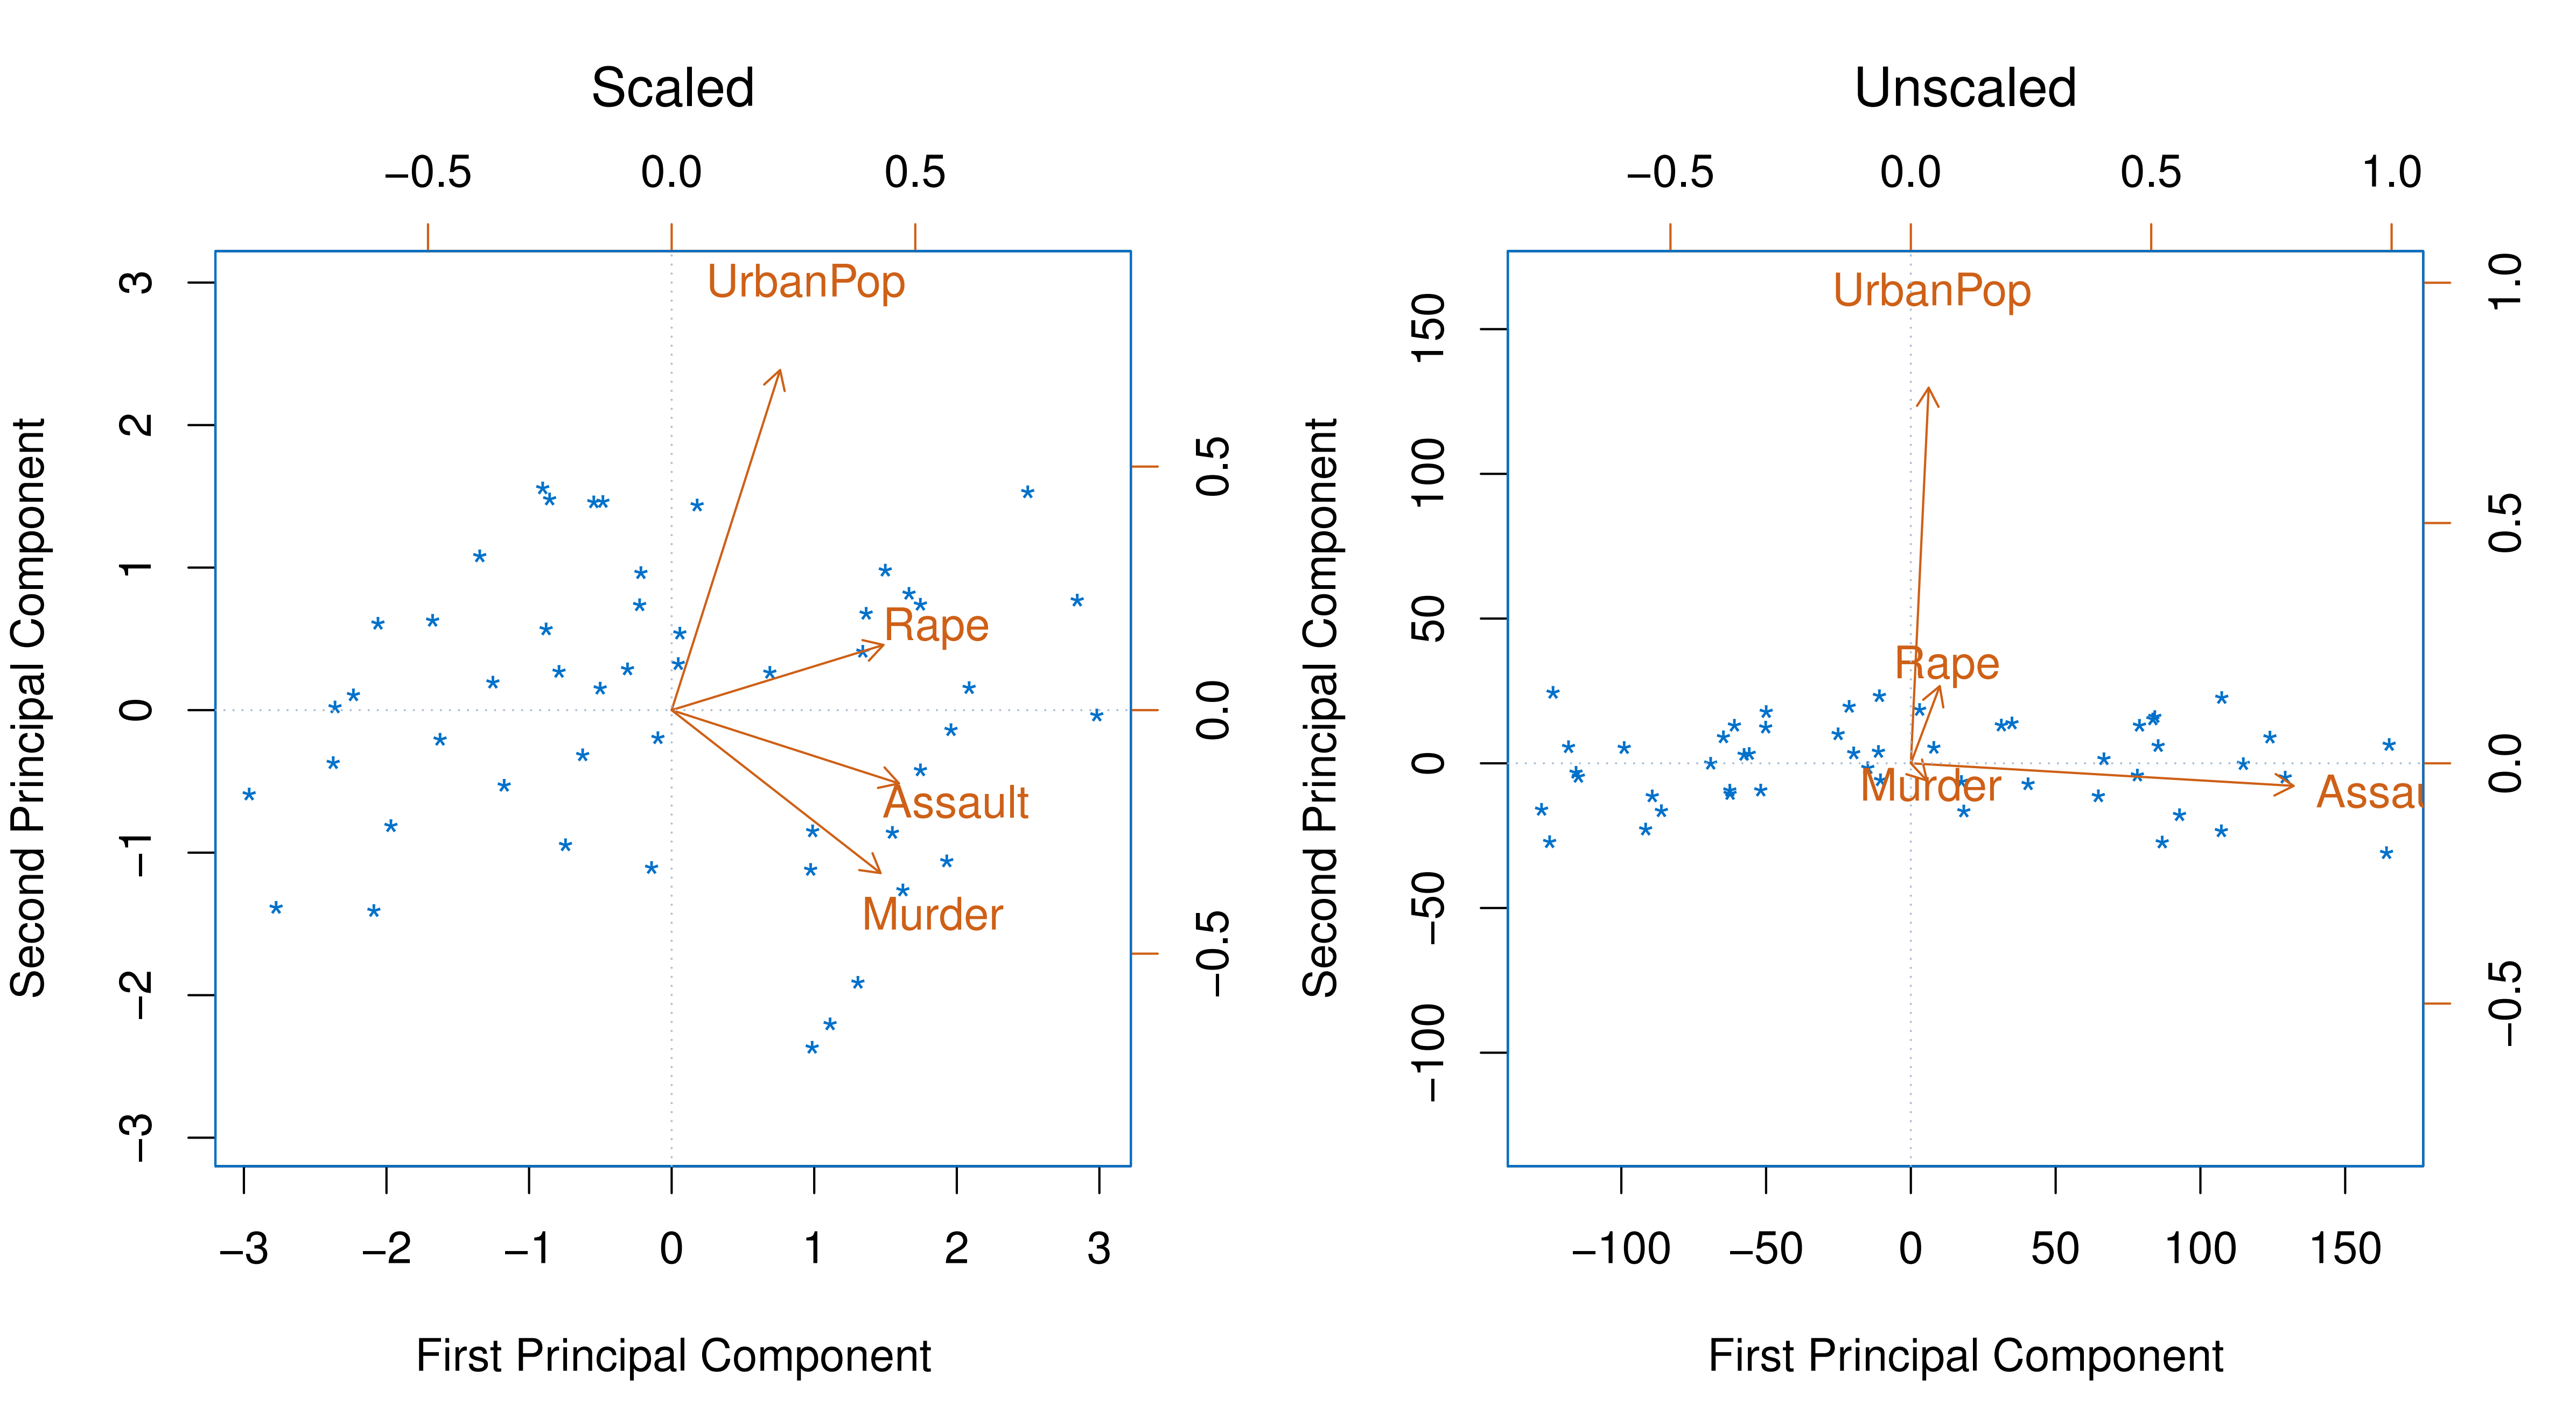 Scaled
−0.5 0.0 0.5
UrbanPop
Rape
Assault
Murder
3
2
1
0
−1
−2
−3
Second Principal Component
0.5
0.0
−0.5
−3 −2 −1 0 1 2 3
First Principal Component
Unscaled
−0.5 0.0 0.5 1.0
UrbanPop
Rape
Murder
Assau
150
100
50
0
−50
−100
Second Principal Component
1.0
0.5
0.0
−0.5
−100 −50 0 50 100 150
First Principal Component